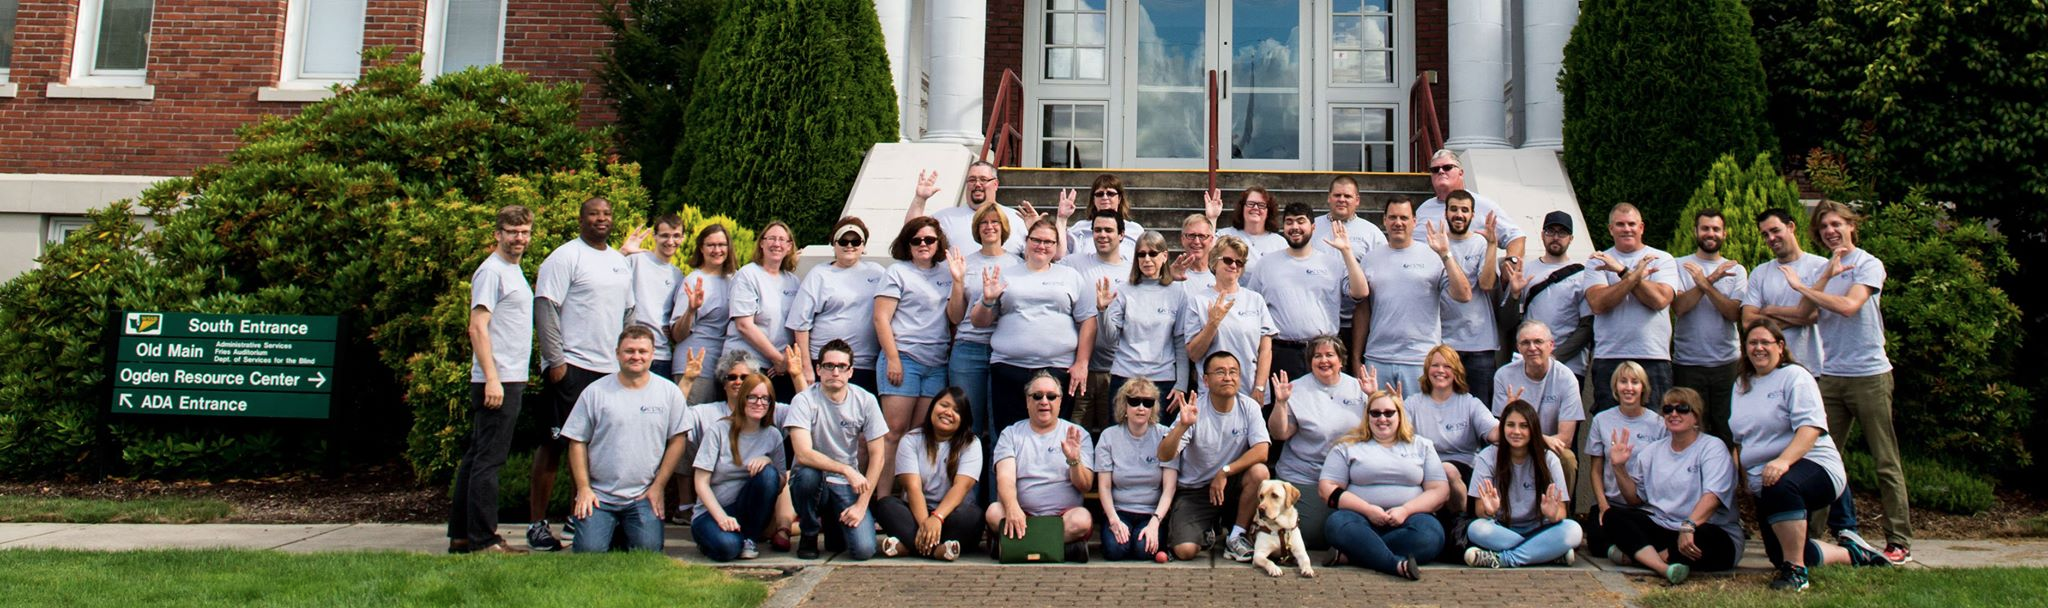 WSSB
South Entrance
Old Main
Administrative Services
Fries Auditorium
Dept. of Services for the Blind
Ogden Resource Center →
↖ ADA Entrance